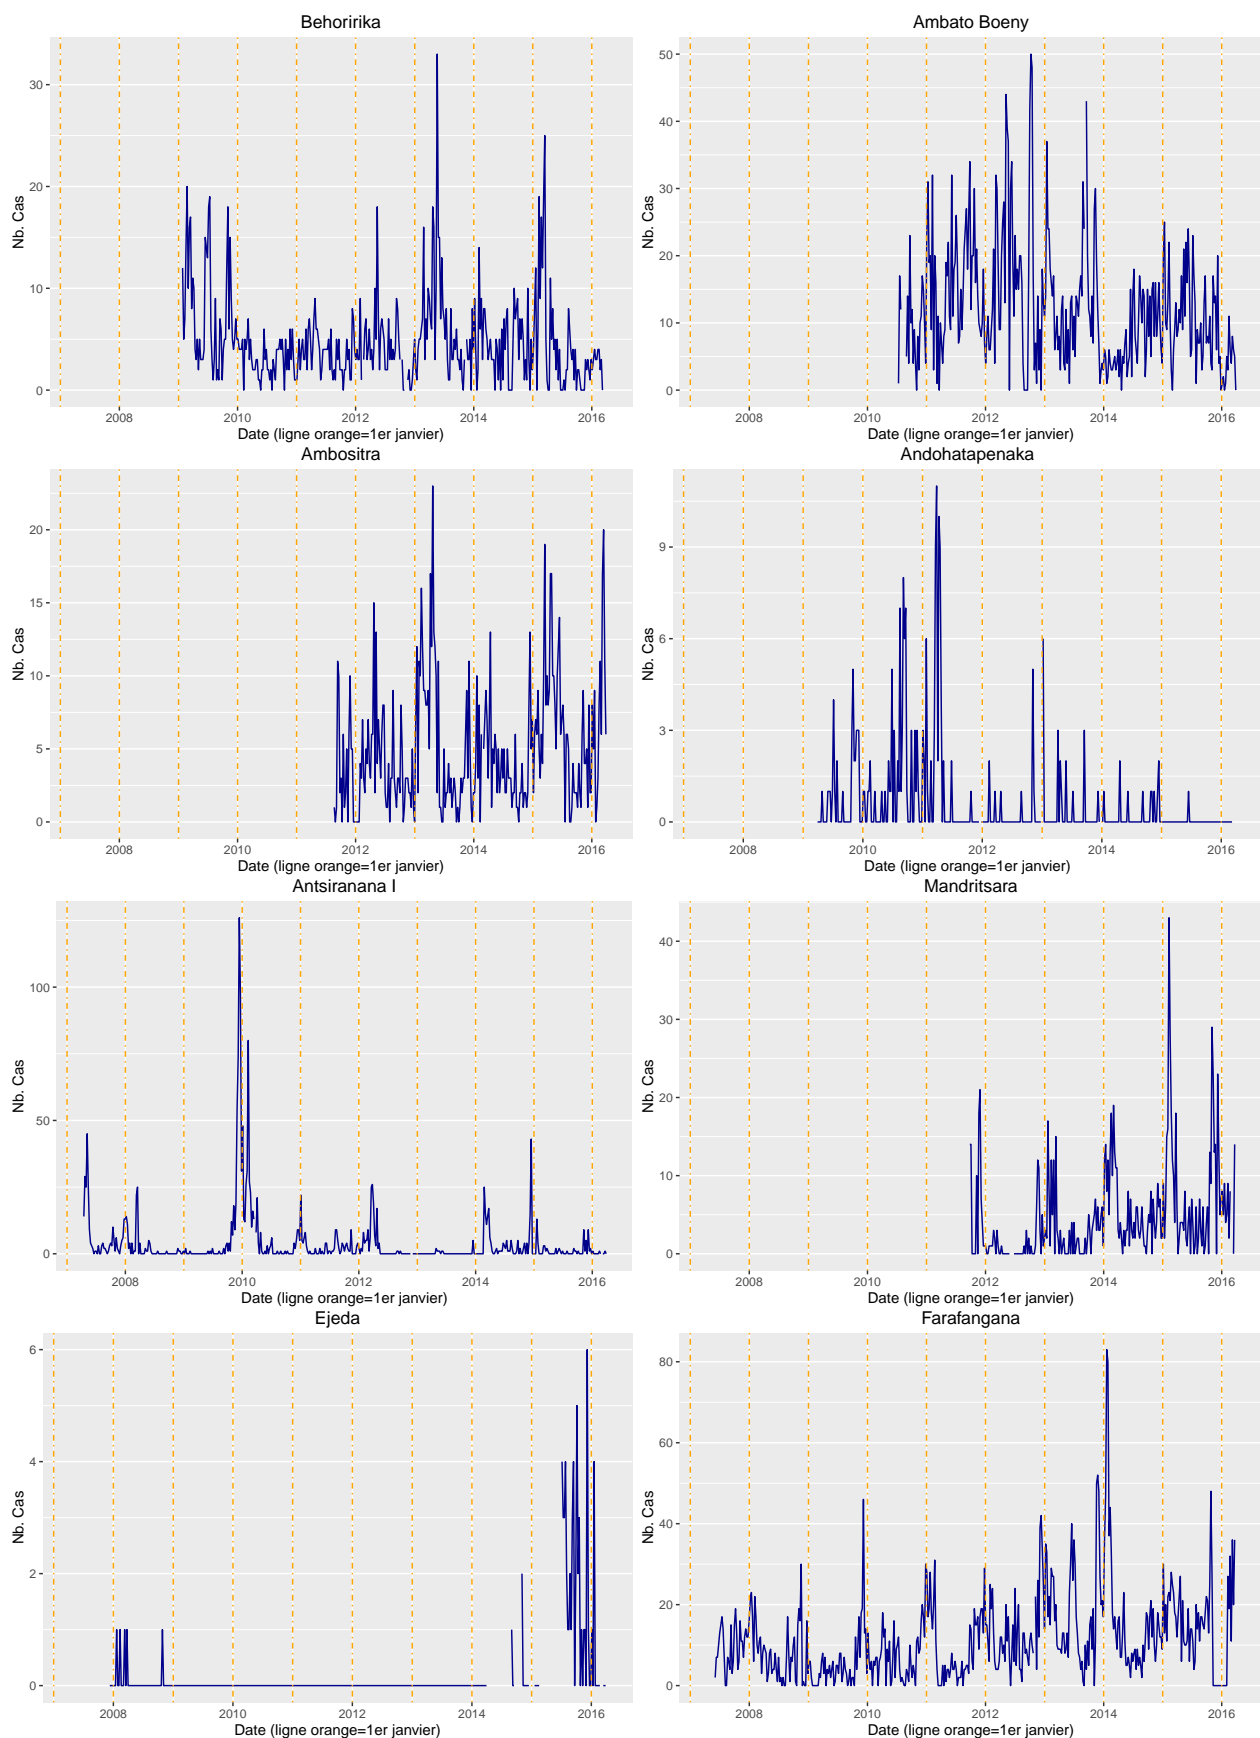 Behoririka
Nb. Cas
30
20
10
0
2008 2010 2012 2014 2016
Date (ligne orange=1er janvier)
Ambato Boeny
Nb. Cas
50
40
30
20
10
0
2008 2010 2012 2014 2016
Date (ligne orange=1er janvier)
Ambositra
Nb. Cas
20
15
10
5
0
2008 2010 2012 2014 2016
Date (ligne orange=1er janvier)
Andohatapenaka
Nb. Cas
9
6
3
0
2008 2010 2012 2014 2016
Date (ligne orange=1er janvier)
Antsiranana I
Nb. Cas
100
50
0
2008 2010 2012 2014 2016
Date (ligne orange=1er janvier)
Mandritsara
Nb. Cas
40
30
20
10
0
2008 2010 2012 2014 2016
Date (ligne orange=1er janvier)
Ejeda
Nb. Cas
6
4
2
0
2008 2010 2012 2014 2016
Date (ligne orange=1er janvier)
Farafangana
Nb. Cas
80
60
40
20
0
2008 2010 2012 2014 2016
Date (ligne orange=1er janvier)